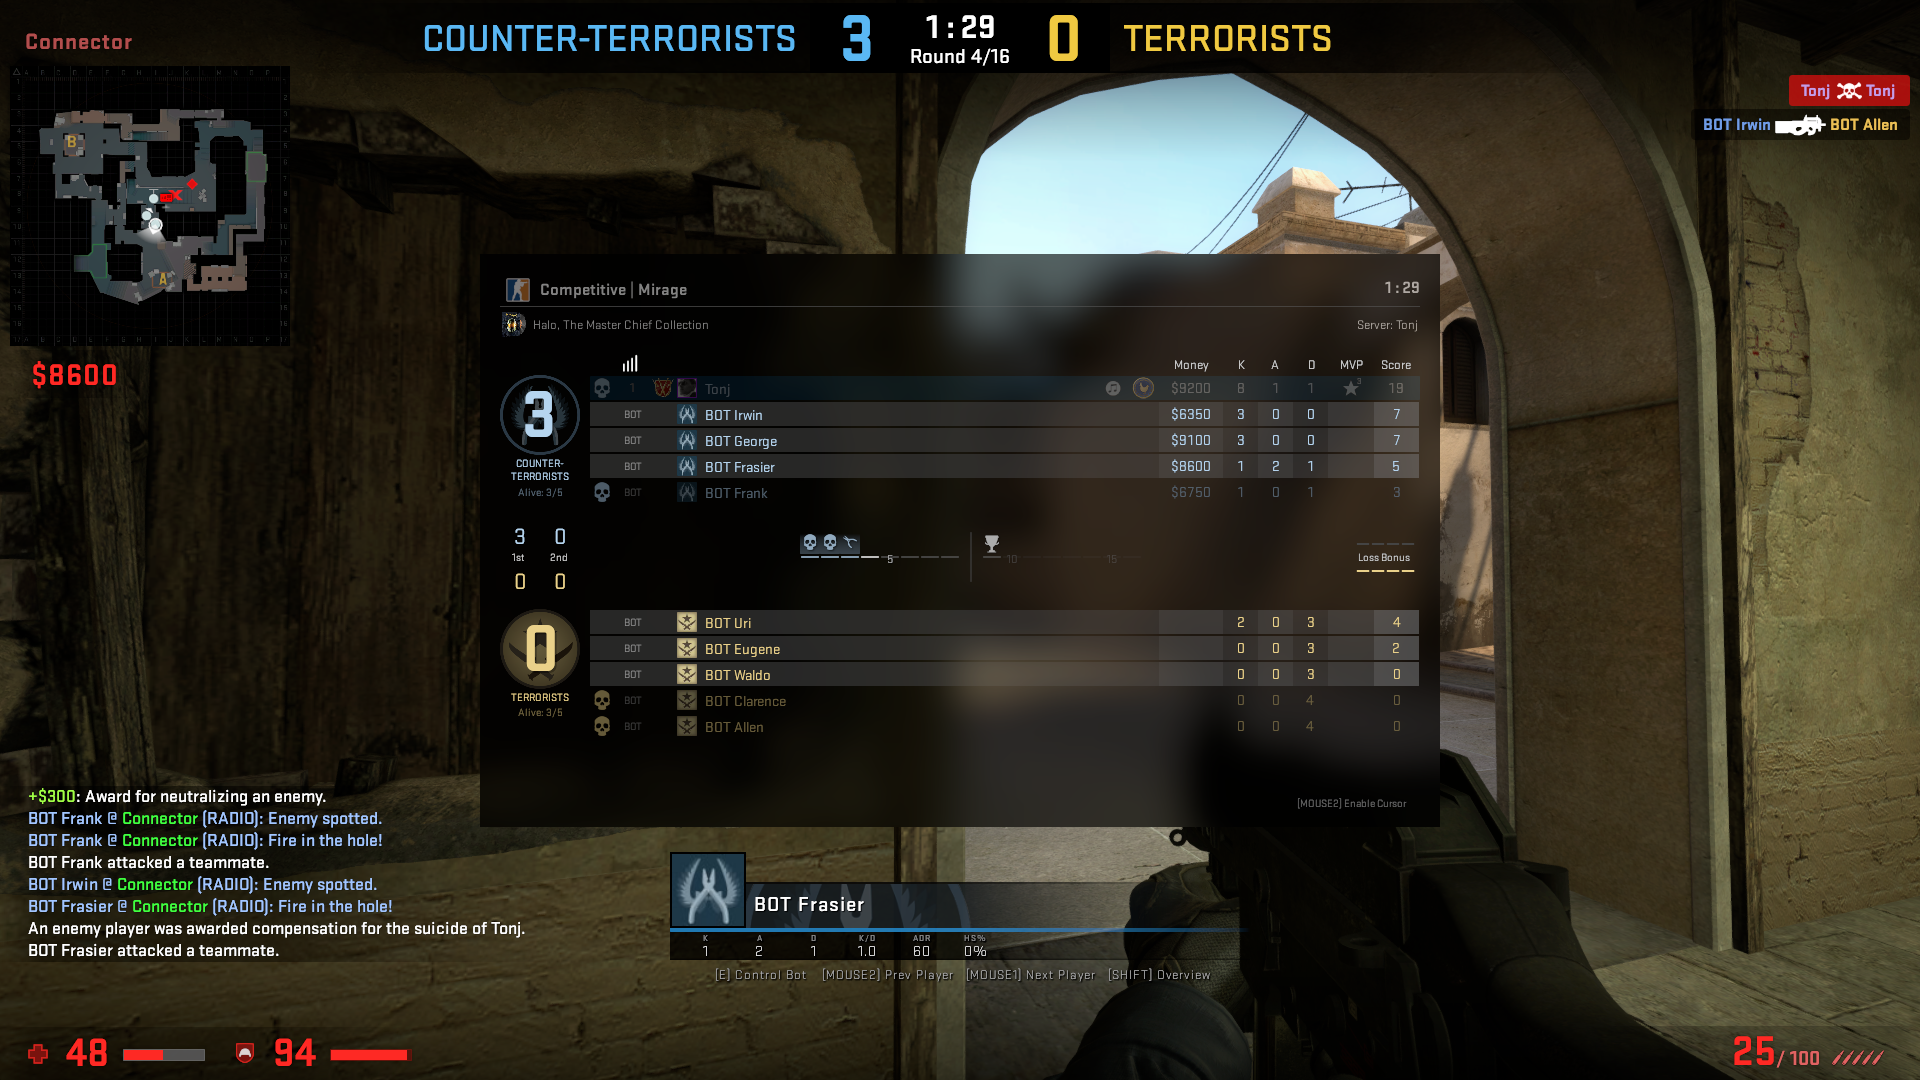 Connector
COUNTER-TERRORISTS 3 1:29 0 TERRORISTS
Round 4/16
Tonj Tonj
BOT Irwin BOT Allen
B
A
$8600
Competitive | Mirage 1:29
Halo, The Master Chief Collection Server: Tonj
Money K A D MVP Score
1 Tonj $9200 8 1 1 3 19
BOT BOT Irwin $6350 3 0 0 7
BOT BOT George $9100 3 0 0 7
BOT BOT Frasier $8600 1 2 1 5
BOT BOT Frank $6750 1 0 1 3
3
COUNTER-
TERRORISTS
Alive: 3/5
3 0
1st 2nd
0 0
5 10 15
Loss Bonus
BOT BOT Uri 2 0 3 4
BOT BOT Eugene 0 0 3 2
BOT BOT Waldo 0 0 3 0
BOT BOT Clarence 0 0 4 0
BOT BOT Allen 0 0 4 0
0
TERRORISTS
Alive: 3/5
[MOUSE2] Enable Cursor
+$300: Award for neutralizing an enemy.
BOT Frank @ Connector (RADIO): Enemy spotted.
BOT Frank @ Connector (RADIO): Fire in the hole!
BOT Frank attacked a teammate.
BOT Irwin @ Connector (RADIO): Enemy spotted.
BOT Frasier @ Connector (RADIO): Fire in the hole!
An enemy player was awarded compensation for the suicide of Tonj.
BOT Frasier attacked a teammate.
BOT Frasier
K A D K/D ADR HS%
1 2 1 1.0 60 0%
[E] Control Bot [MOUSE2] Prev Player [MOUSE1] Next Player [SHIFT] Overview
48 94
25/ 100